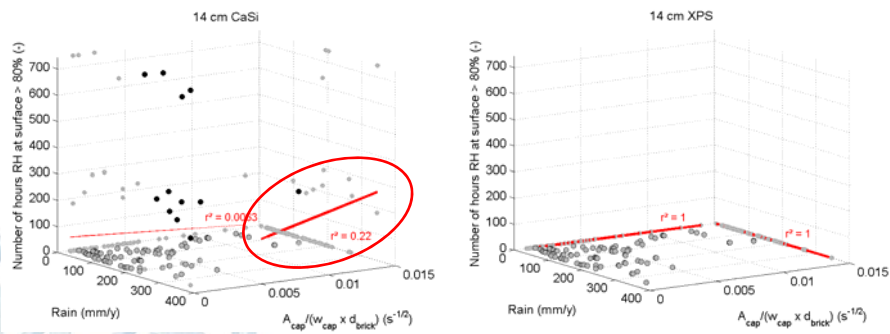 14 cm CaSi
Number of hours RH at surface > 80% (-)
700
600
500
400
300
200
100
0
100
200
300
400
Rain (mm/y)
0
0.005
0.01
0.015
A_cap/(w_cap x d_brick) (s^-1/2)
r² = 0.0063
r² = 0.22
14 cm XPS
Number of hours RH at surface > 80% (-)
700
600
500
400
300
200
100
0
100
200
300
400
Rain (mm/y)
0
0.005
0.01
0.015
A_cap/(w_cap x d_brick) (s^-1/2)
r² = 1
r² = 1